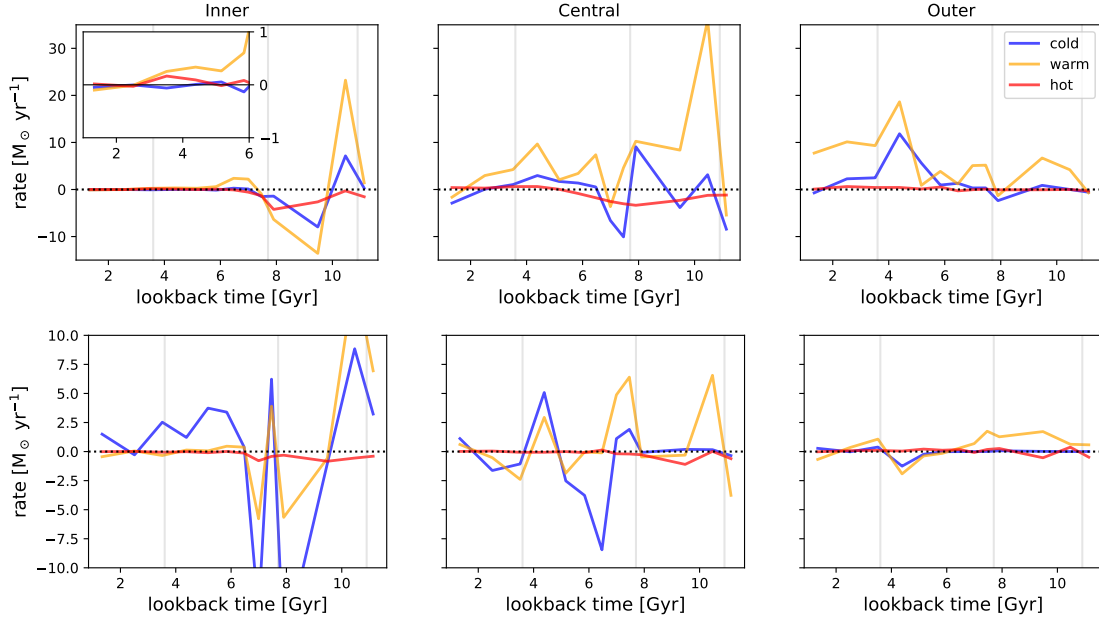 Inner
Central
Outer
rate [M⊙ yr⁻¹]
30
20
10
0
−10
1
0
−1
2
4
6
cold
warm
hot
2 4 6 8 10
2 4 6 8 10
2 4 6 8 10
lookback time [Gyr]
lookback time [Gyr]
lookback time [Gyr]
rate [M⊙ yr⁻¹]
10.0
7.5
5.0
2.5
0.0
−2.5
−5.0
−7.5
−10.0
2 4 6 8 10
2 4 6 8 10
2 4 6 8 10
lookback time [Gyr]
lookback time [Gyr]
lookback time [Gyr]